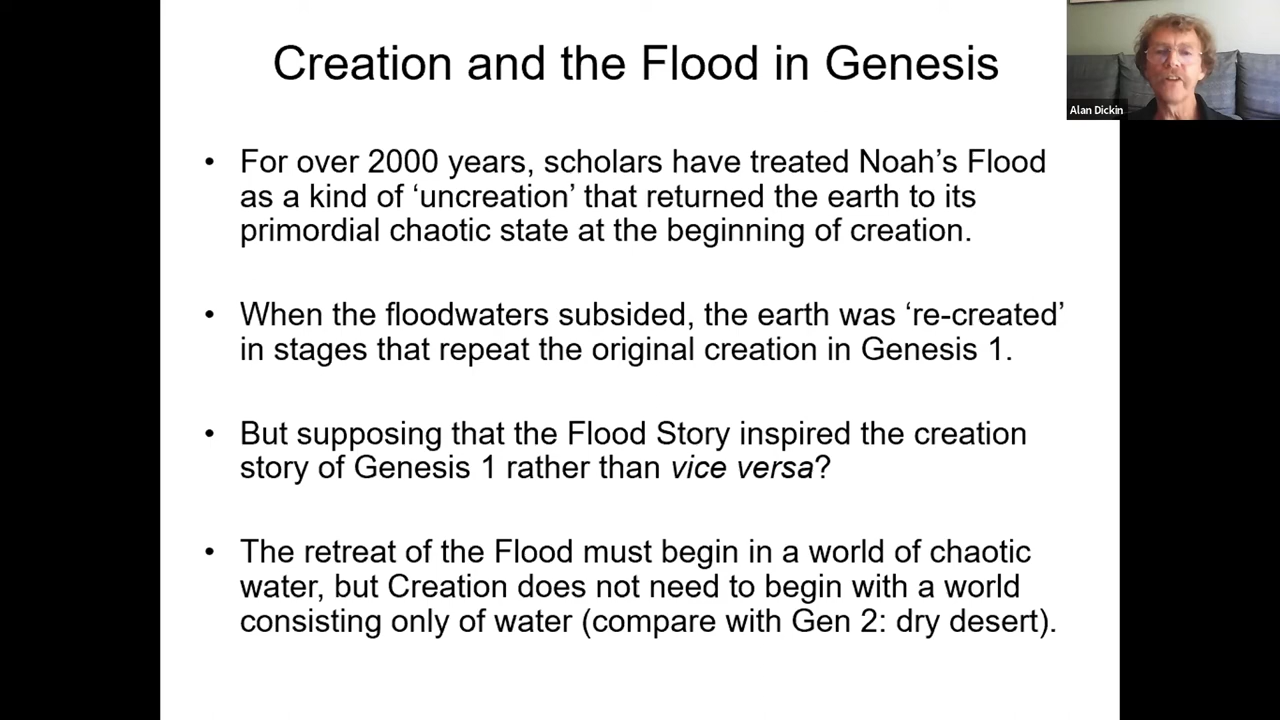 Creation and the Flood in Genesis
Alan Dickin
• For over 2000 years, scholars have treated Noah’s Flood
as a kind of ‘uncreation’ that returned the earth to its
primordial chaotic state at the beginning of creation.
• When the floodwaters subsided, the earth was ‘re-created’
in stages that repeat the original creation in Genesis 1.
• But supposing that the Flood Story inspired the creation
story of Genesis 1 rather than vice versa?
• The retreat of the Flood must begin in a world of chaotic
water, but Creation does not need to begin with a world
consisting only of water (compare with Gen 2: dry desert).